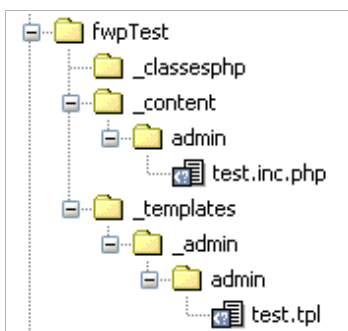 fwpTest
_classesphp
_content
admin
test.inc.php
_templates
_admin
admin
test.tpl